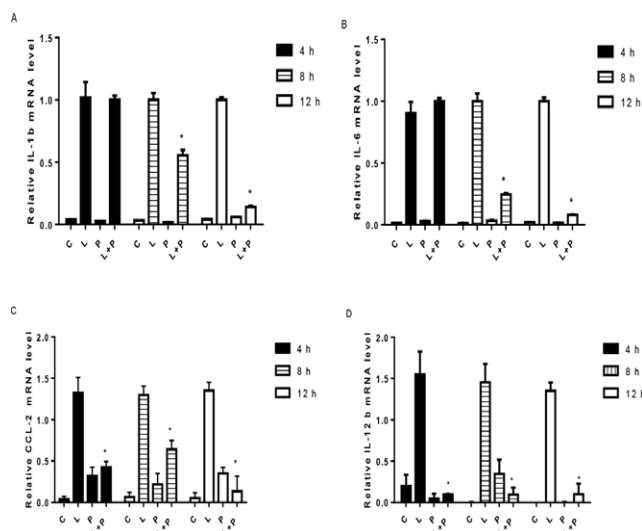 A
Relative IL-1b mRNA level
1.5
1.0
0.5
0.0
4 h
8 h
12 h
*
*
C L P L+P C L P L+P C L P L+P
B
Relative IL-6 mRNA level
1.5
1.0
0.5
0.0
4 h
8 h
12 h
*
*
C L P L+P C L P L+P C L P L+P
C
Relative CCL-2 mRNA level
2.0
1.5
1.0
0.5
0.0
4 h
8 h
12 h
*
*
*
C L P L+P C L P L+P C L P L+P
D
Relative IL-12 b mRNA level
2.0
1.5
1.0
0.5
0.0
4 h
8 h
12 h
*
*
*
C L P L+P C L P L+P C L P L+P